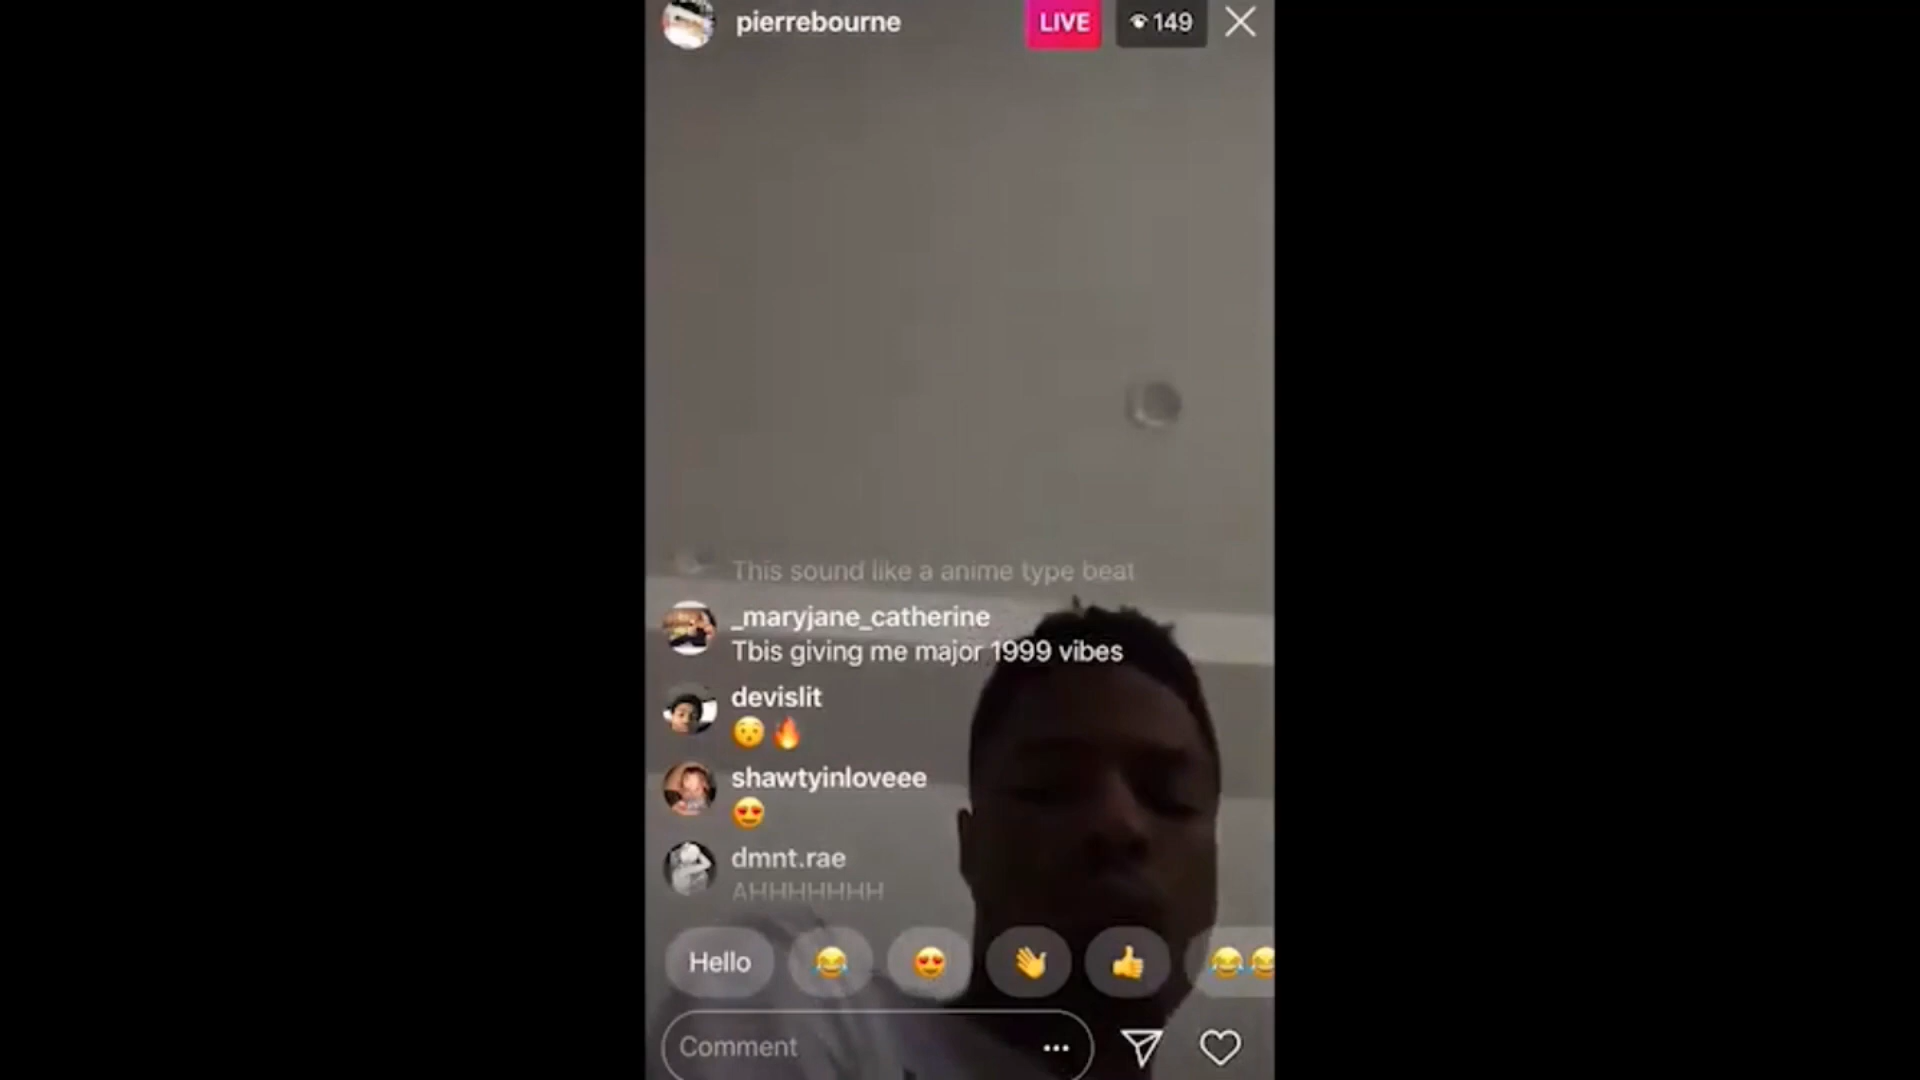 pierrebourne LIVE 149
This sound like a anime type beat
_maryjane_catherine
Tbis giving me major 1999 vibes
devislit
😯🔥
shawtyinloveee
😍
dmnt.rae
AHHHHHHH
Hello 😂 😍 👋 👍 😂😂
Comment